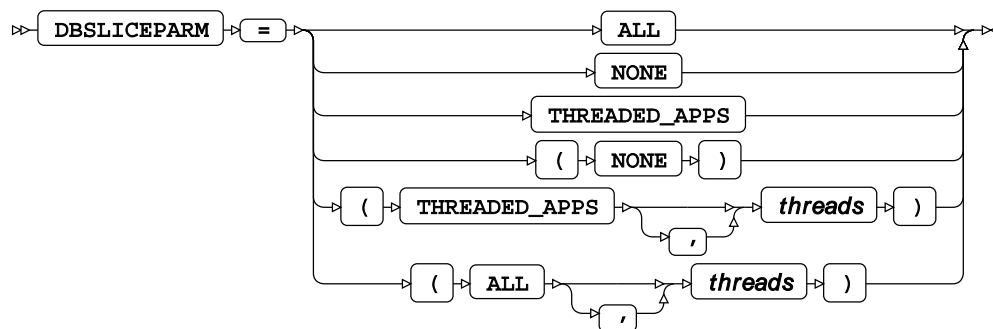 DBSLICEPARM = ALL
NONE
THREADED_APPS
( NONE )
( THREADED_APPS , threads )
( ALL , threads )